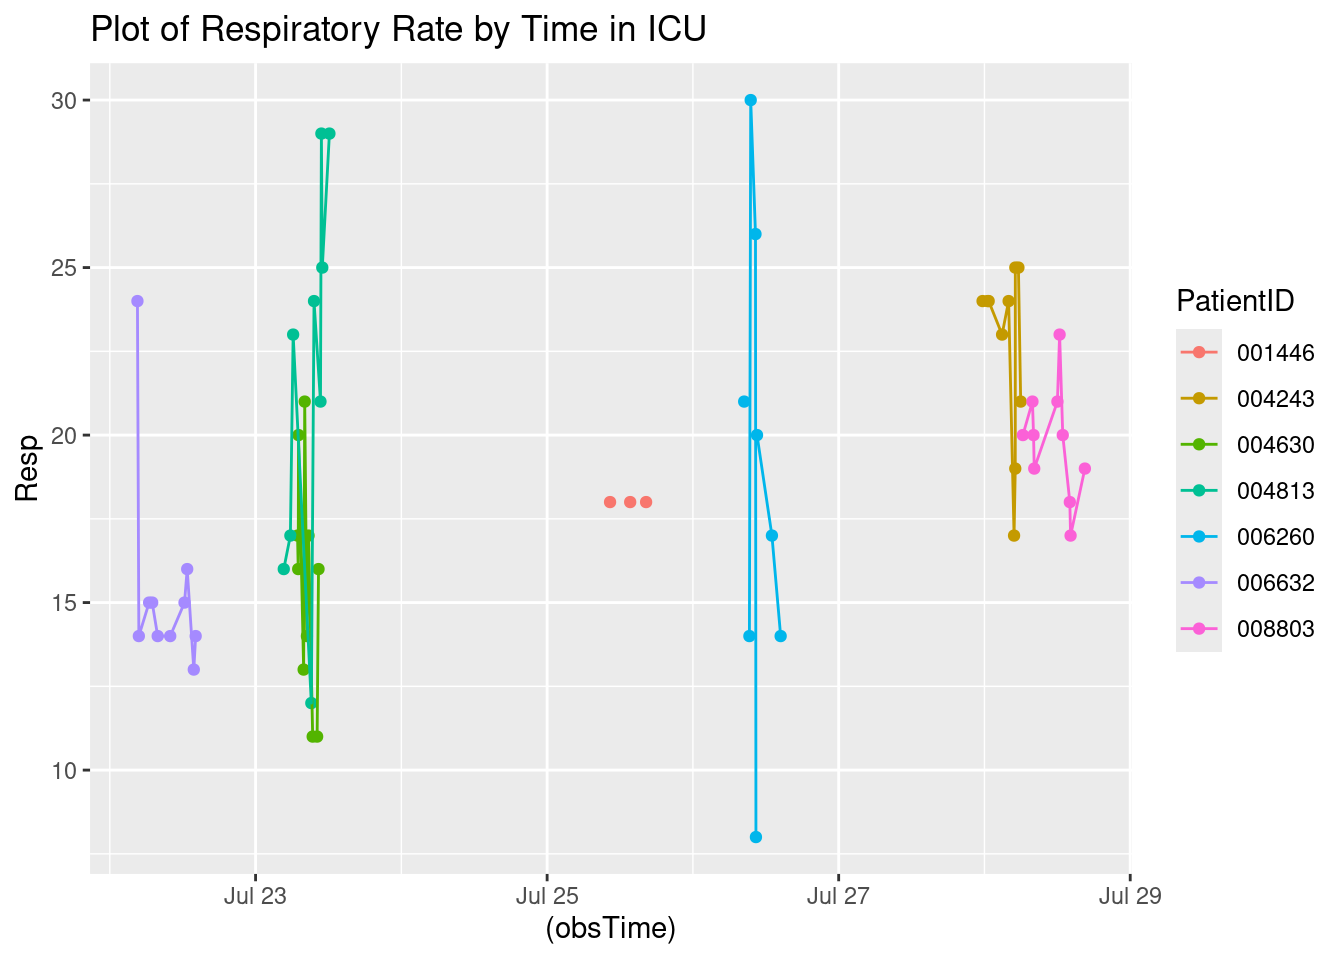 Plot of Respiratory Rate by Time in ICU
30
25
20
15
10
Resp
Jul 23
Jul 25
Jul 27
Jul 29
(obsTime)
PatientID
001446
004243
004630
004813
006260
006632
008803